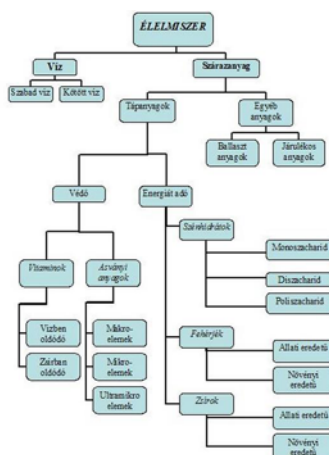 ÉLELMISZER
Víz
Szárazanyag
Szabad víz
Kötött víz
Tápanyagok
Egyéb
anyagok
Ballaszt
anyagok
Járulékos
anyagok
Védő
Energiát adó
Vitaminok
Ásványi
anyagok
Szénhidrátok
Monoszacharid
Diszacharid
Poliszacharid
Vízben
oldódó
Zsírban
oldódó
Makro-
elemek
Mikro-
elemek
Ultramikro
elemek
Fehérjék
Állati eredetű
Növényi
eredetű
Zsírok
Állati eredetű
Növényi
eredetű